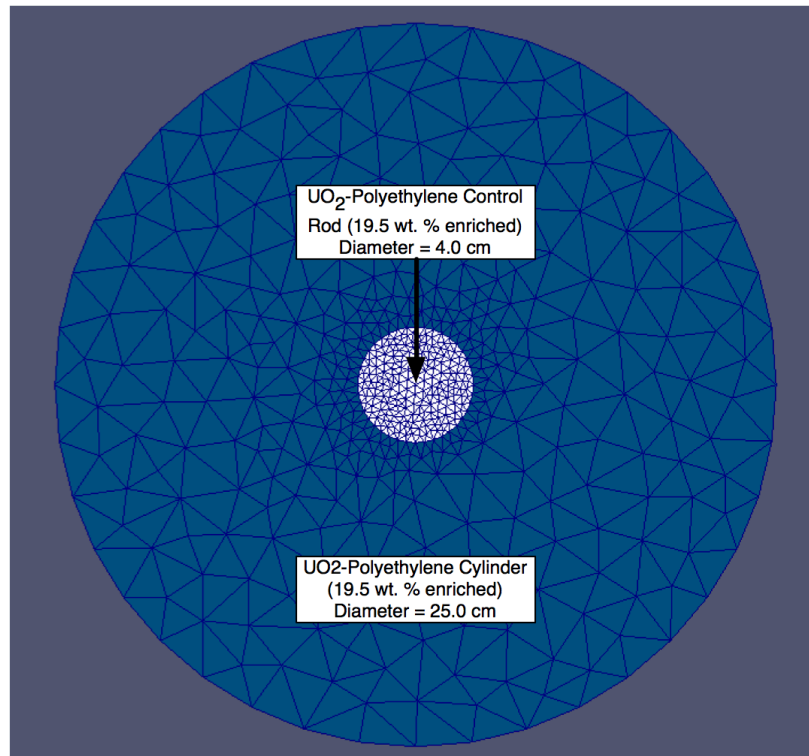 UO₂-Polyethylene Control
Rod (19.5 wt. % enriched)
Diameter = 4.0 cm
UO2-Polyethylene Cylinder
(19.5 wt. % enriched)
Diameter = 25.0 cm